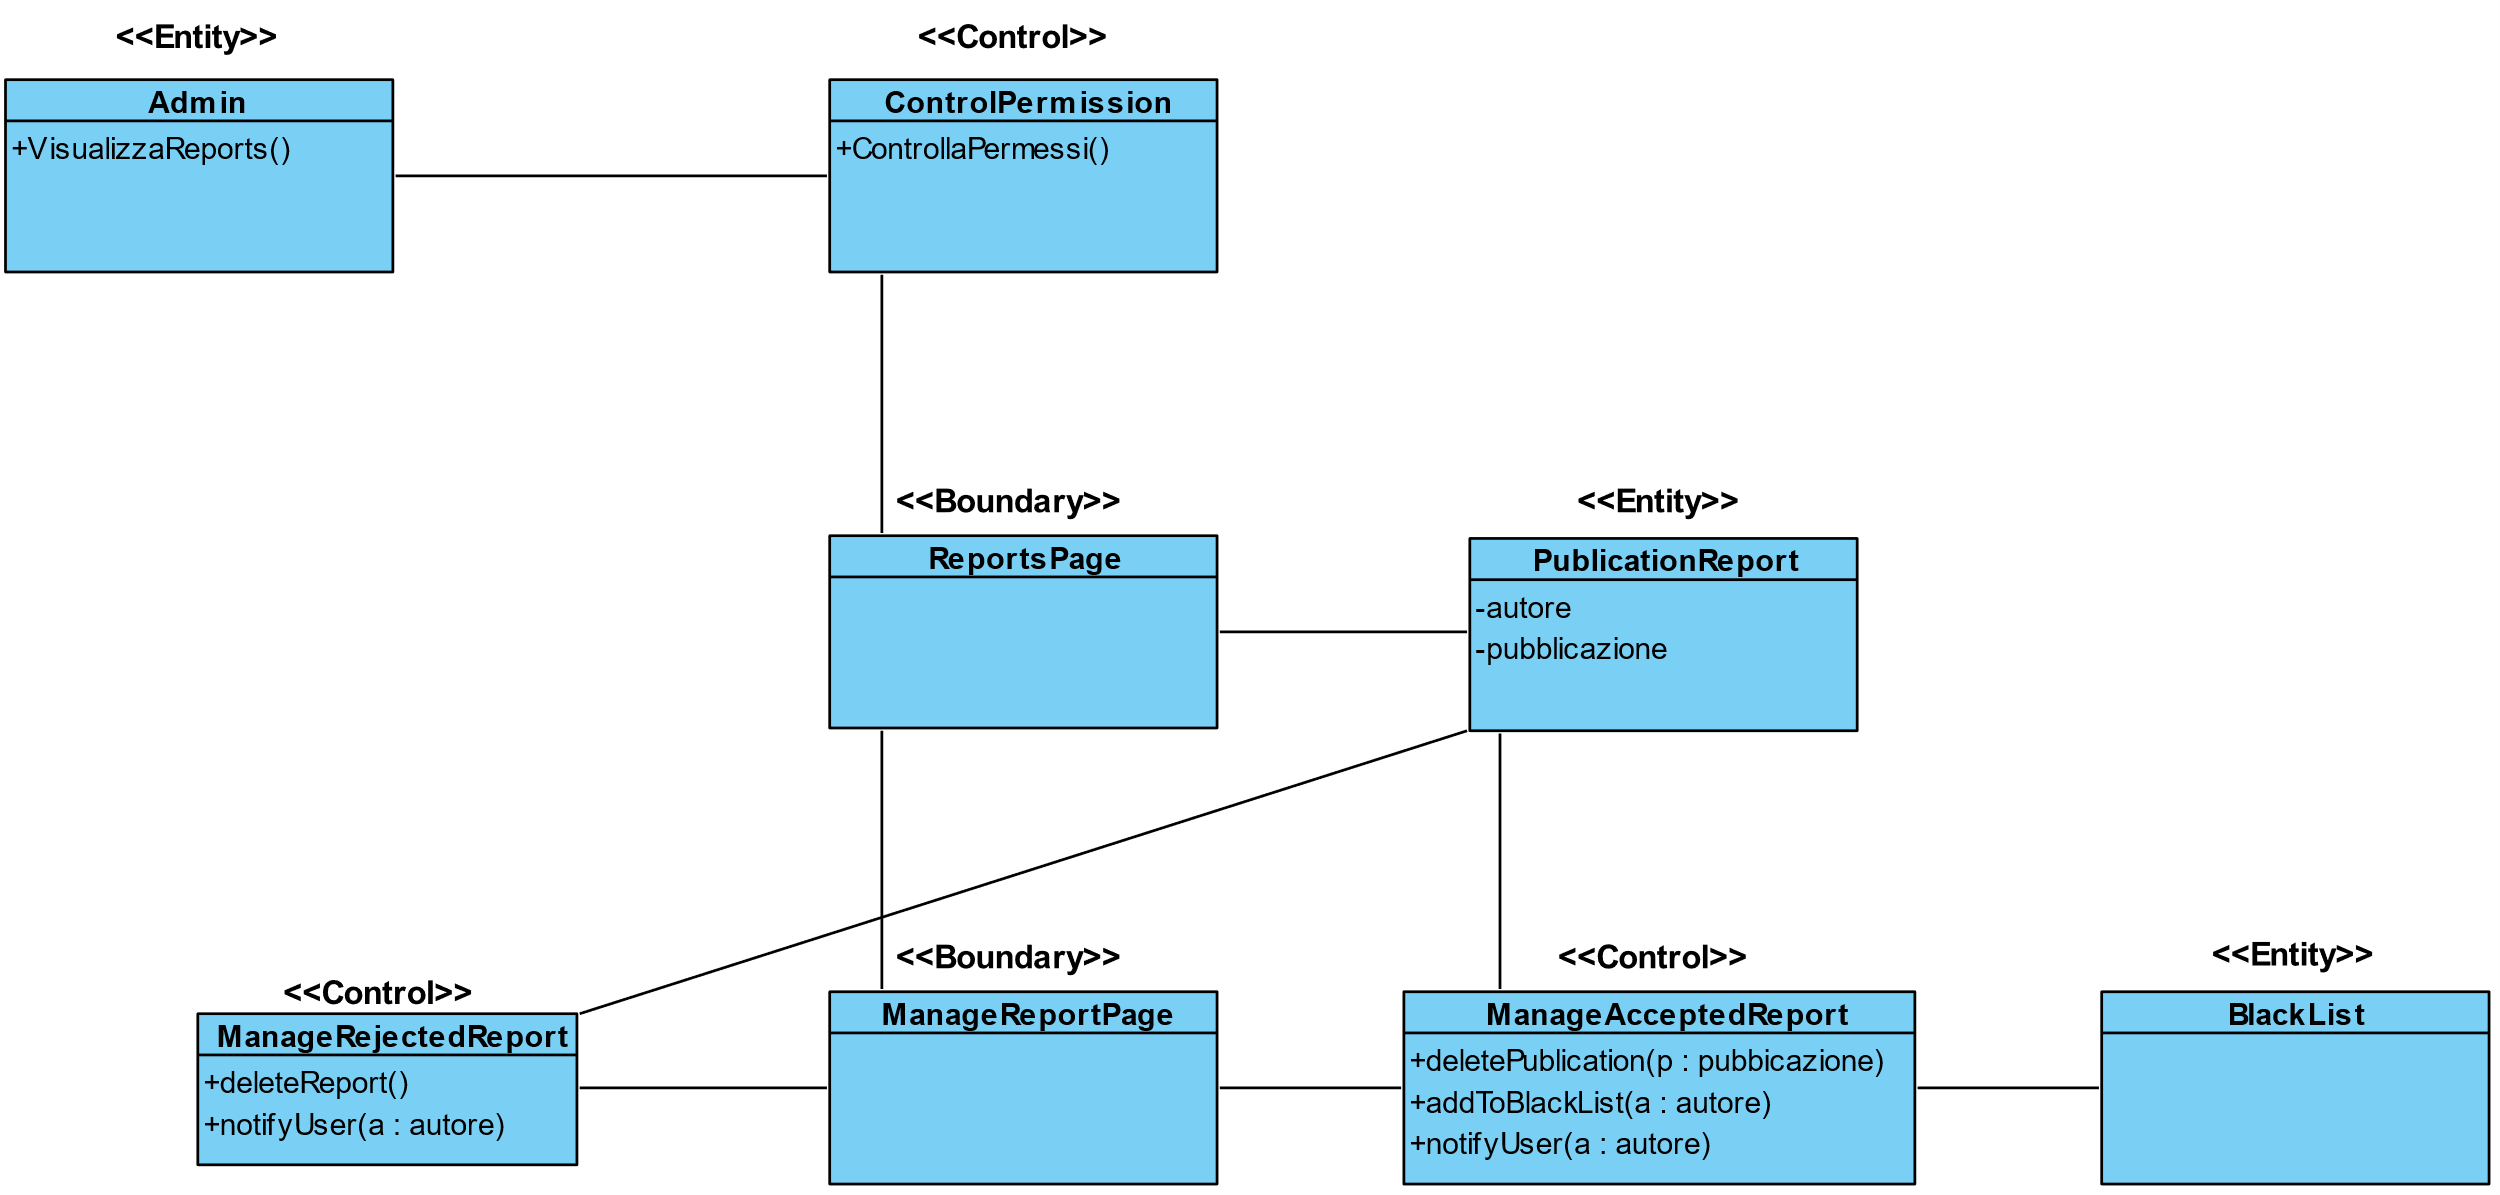 <<Entity>>
Admin
+VisualizzaReports()
<<Control>>
ControlPermission
+ControllaPermessi()
<<Boundary>>
ReportsPage
<<Entity>>
PublicationReport
-autore
-pubblicazione
<<Control>>
ManageRejectedReport
+deleteReport()
+notifyUser(a : autore)
<<Boundary>>
ManageReportPage
<<Control>>
ManageAcceptedReport
+deletePublication(p : pubbicazione)
+addToBlackList(a : autore)
+notifyUser(a : autore)
<<Entity>>
BlackList